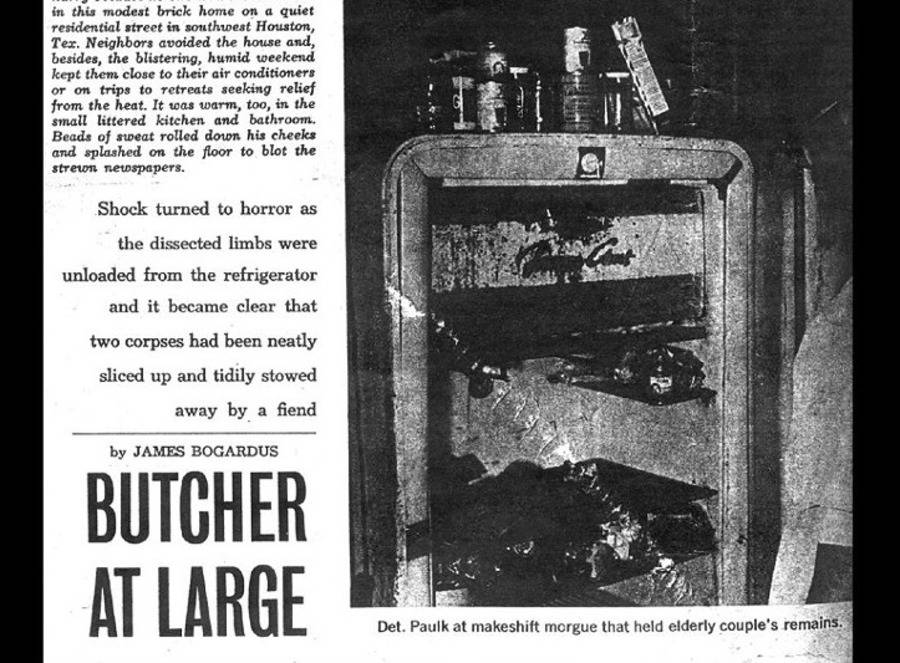 in this modest brick home on a quiet
residential street in southwest Houston,
Tex. Neighbors avoided the house and,
besides, the blistering, humid weekend
kept them close to their air conditioners
or on trips to retreats seeking relief
from the heat. It was warm, too, in the
small littered kitchen and bathroom.
Beads of sweat rolled down his cheeks
and splashed on the floor to blot the
strewn newspapers.
Shock turned to horror as
the dissected limbs were
unloaded from the refrigerator
and it became clear that
two corpses had been neatly
sliced up and tidily stowed
away by a fiend
by JAMES BOGARDUS
BUTCHER
AT LARGE
Det. Paulk at makeshift morgue that held elderly couple's remains.